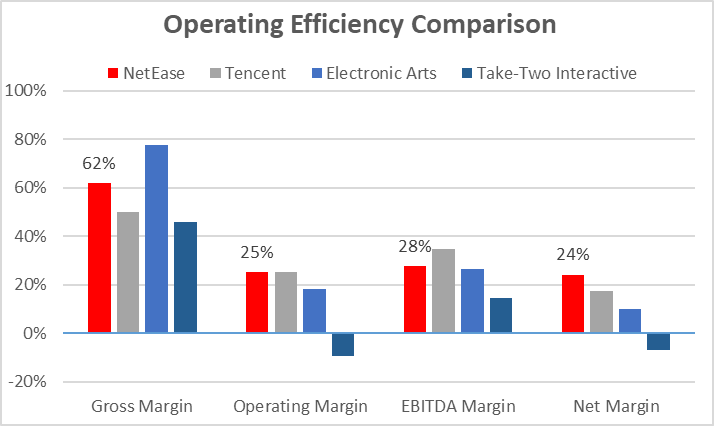 Operating Efficiency Comparison
NetEase Tencent Electronic Arts Take-Two Interactive
100%
80%
62%
60%
40%
25% 28% 24%
20%
0%
-20%
Gross Margin Operating Margin EBITDA Margin Net Margin